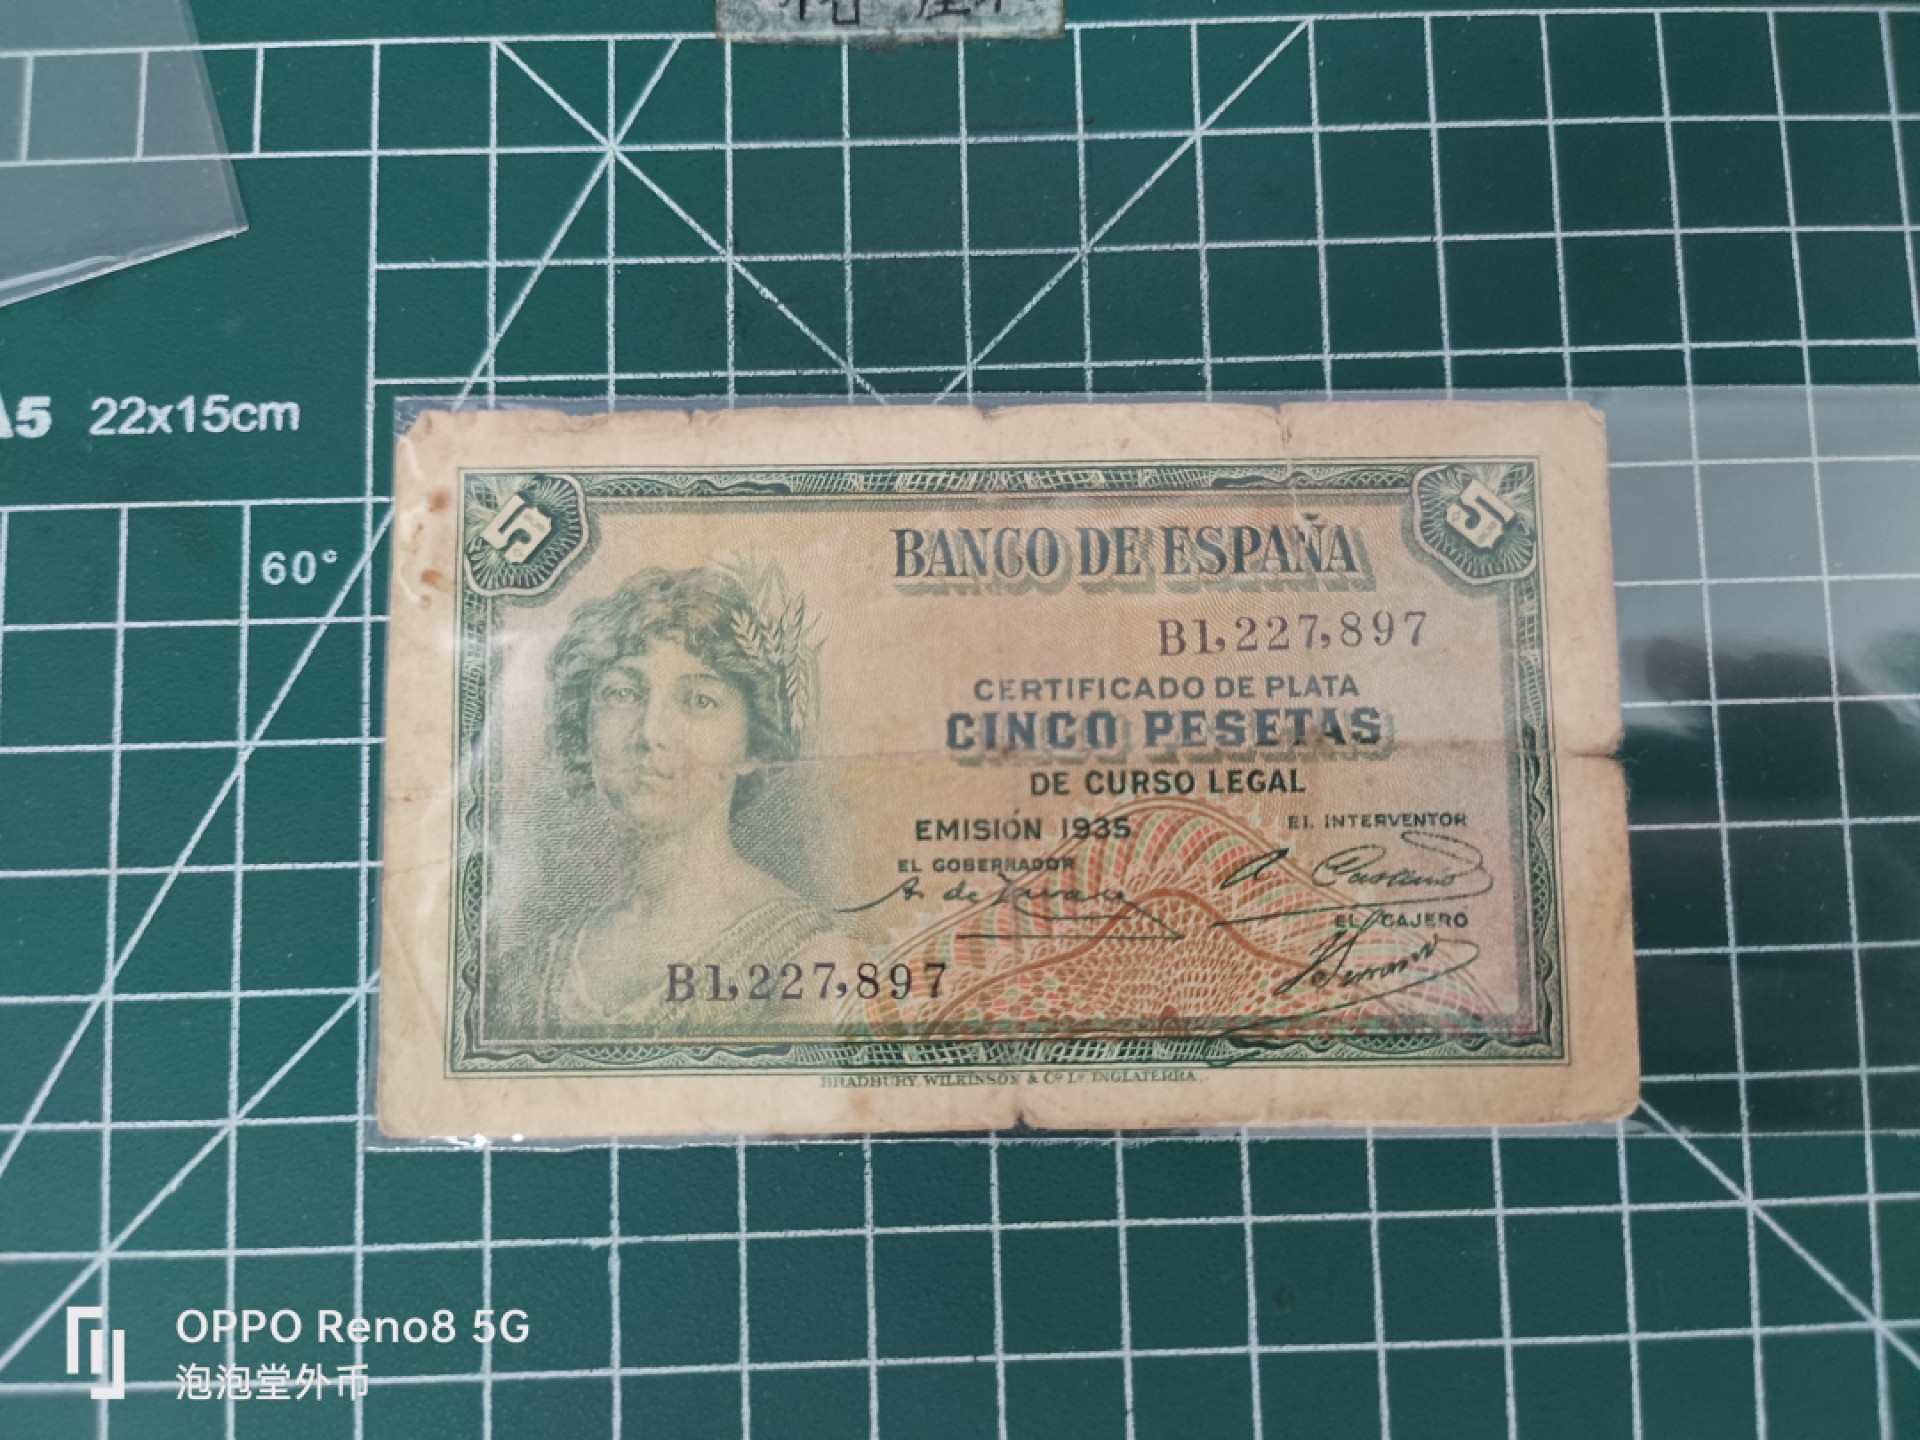 A5 22x15cm
60°
5
5
BANCO DE ESPAÑA
B1,227,897
CERTIFICADO DE PLATA
CINCO PESETAS
DE CURSO LEGAL
EMISIÓN 1935
EL INTERVENTOR
EL GOBERNADOR
EL CAJERO
B1,227,897
BRADBURY, WILKINSON & Cº Lᵈ INGLATERRA.
OPPO Reno8 5G
泡泡堂外币